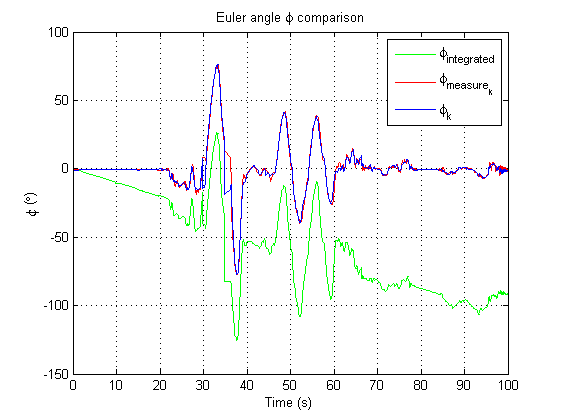 Euler angle ϕ comparison
100
50
0
-50
-100
-150
ϕ (°)
ϕintegrated
ϕmeasurek
ϕk
0 10 20 30 40 50 60 70 80 90 100
Time (s)